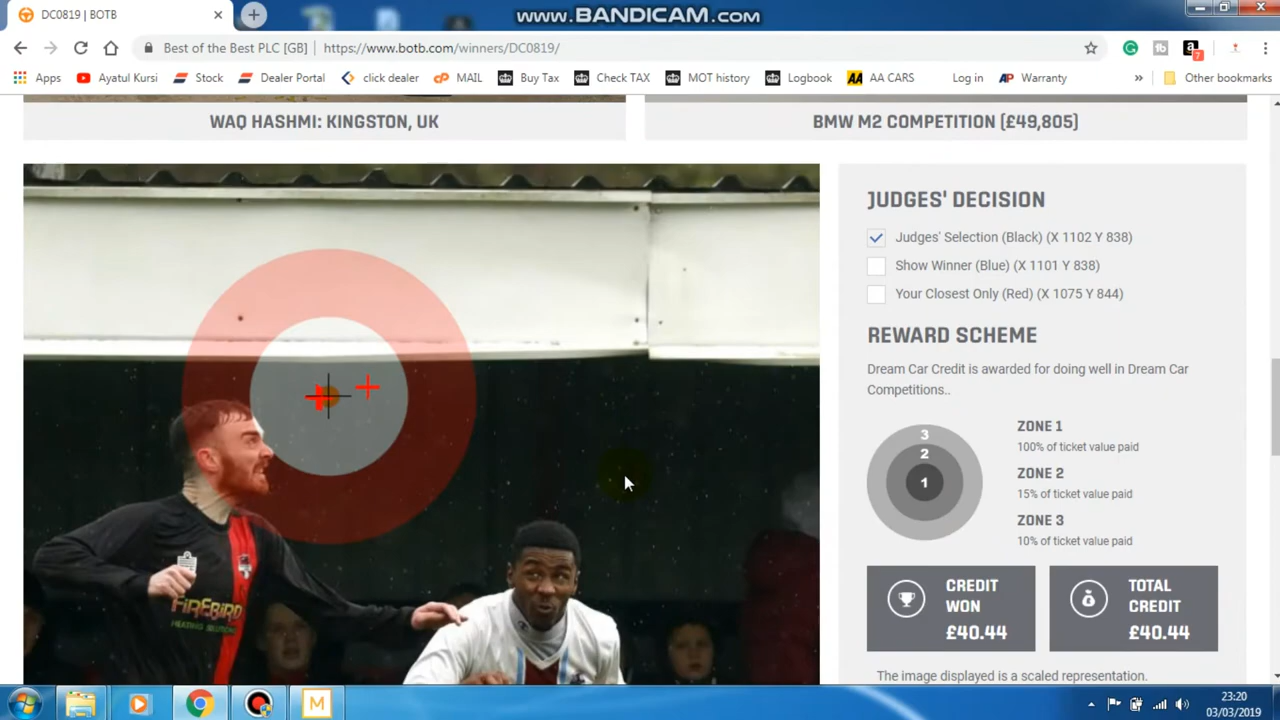 www.BANDICAM.com
DC0819 | BOTB
Best of the Best PLC [GB] | https://www.botb.com/winners/DC0819/
Apps Ayatul Kursi Stock Dealer Portal click dealer MAIL Buy Tax Check TAX MOT history Logbook AA CARS Log in Warranty » Other bookmarks
WAQ HASHMI: KINGSTON, UK
BMW M2 COMPETITION (£49,805)
FIREBIRD
HEATING SOLUTIONS
JUDGES' DECISION
Judges' Selection (Black) (X 1102 Y 838)
Show Winner (Blue) (X 1101 Y 838)
Your Closest Only (Red) (X 1075 Y 844)
REWARD SCHEME
Dream Car Credit is awarded for doing well in Dream Car
Competitions..
3
2
1
ZONE 1
100% of ticket value paid
ZONE 2
15% of ticket value paid
ZONE 3
10% of ticket value paid
CREDIT
WON
£40.44
TOTAL
CREDIT
£40.44
The image displayed is a scaled representation.
23:20
03/03/2019